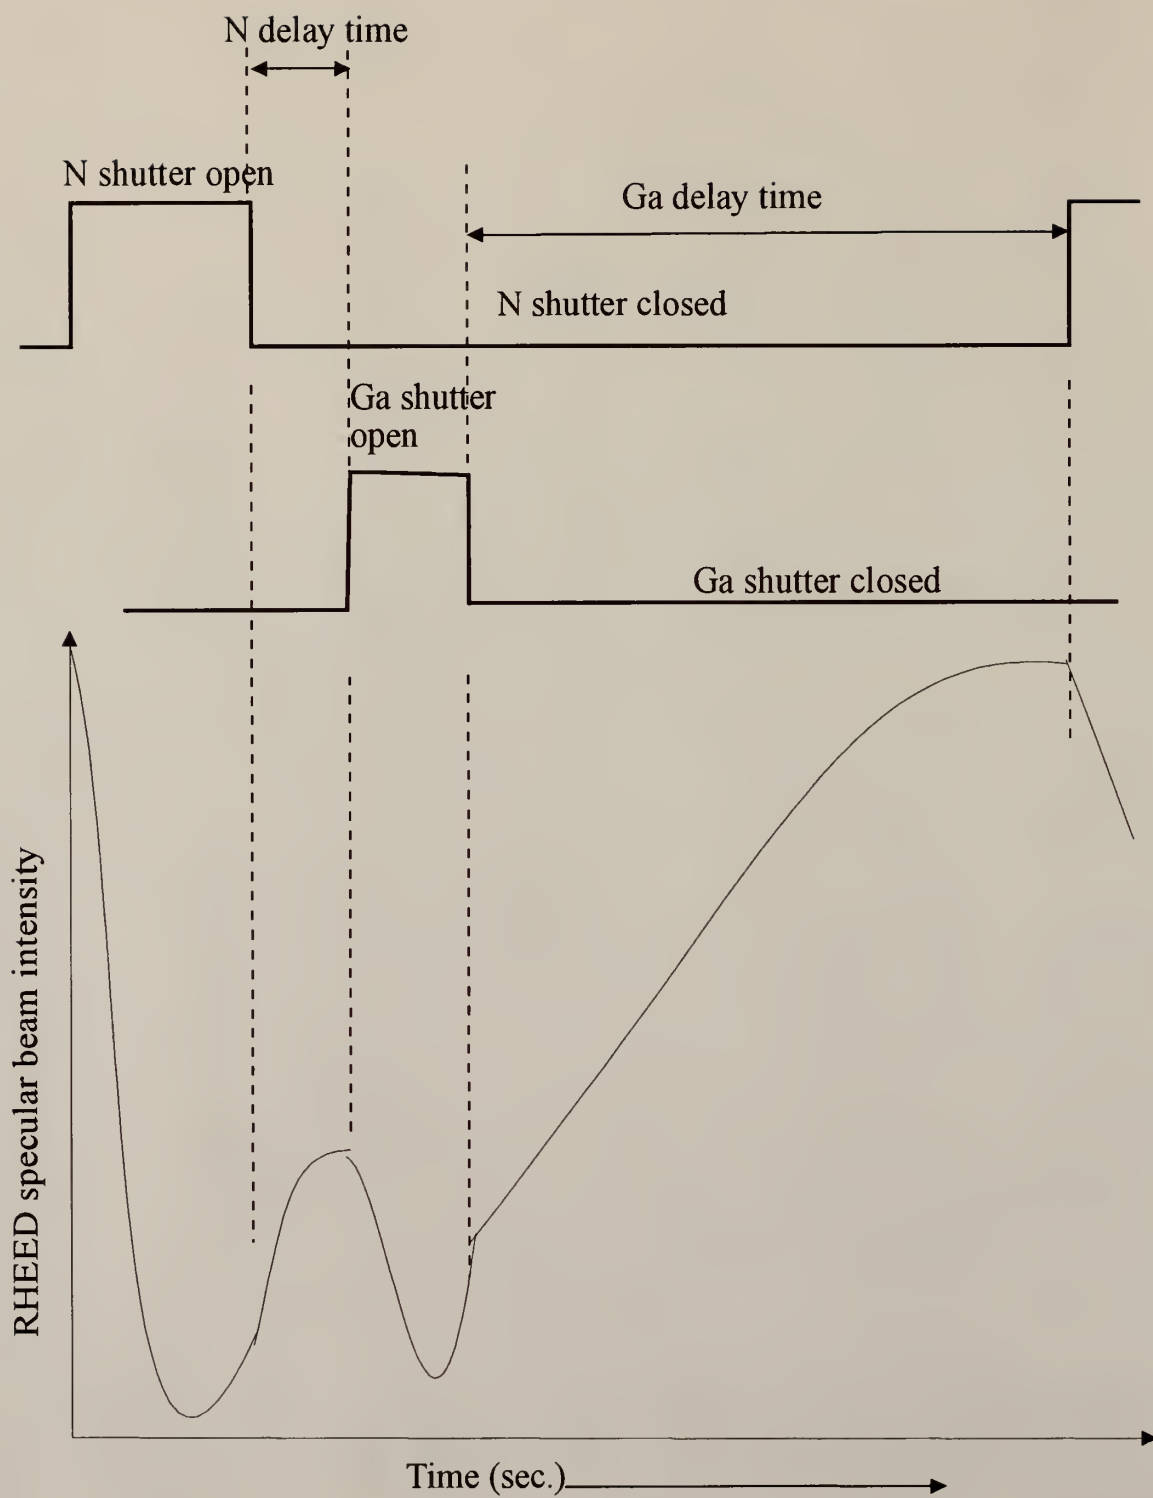 N delay time
N shutter open
Ga delay time
N shutter closed
Ga shutter
open
Ga shutter closed
RHEED specular beam intensity
Time (sec.)